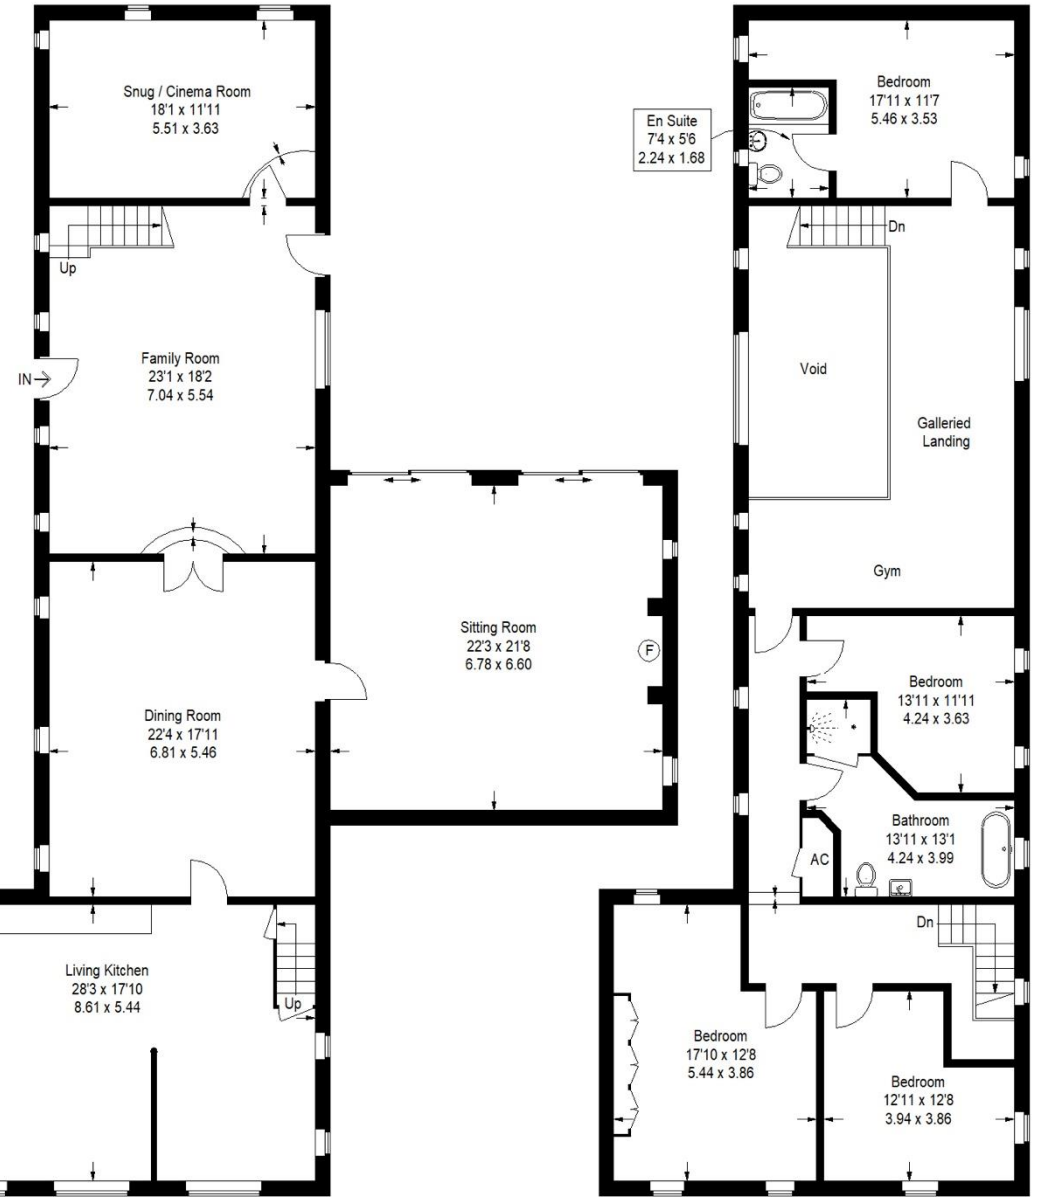 Snug / Cinema Room
18'1 x 11'11
5.51 x 3.63
Up
IN
Family Room
23'1 x 18'2
7.04 x 5.54
Sitting Room
22'3 x 21'8
6.78 x 6.60
F
Dining Room
22'4 x 17'11
6.81 x 5.46
Living Kitchen
28'3 x 17'10
8.61 x 5.44
Up
Bedroom
17'11 x 11'7
5.46 x 3.53
En Suite
7'4 x 5'6
2.24 x 1.68
Dn
Void
Galleried
Landing
Gym
Bedroom
13'11 x 11'11
4.24 x 3.63
Bathroom
13'11 x 13'1
4.24 x 3.99
AC
Dn
Bedroom
17'10 x 12'8
5.44 x 3.86
Bedroom
12'11 x 12'8
3.94 x 3.86